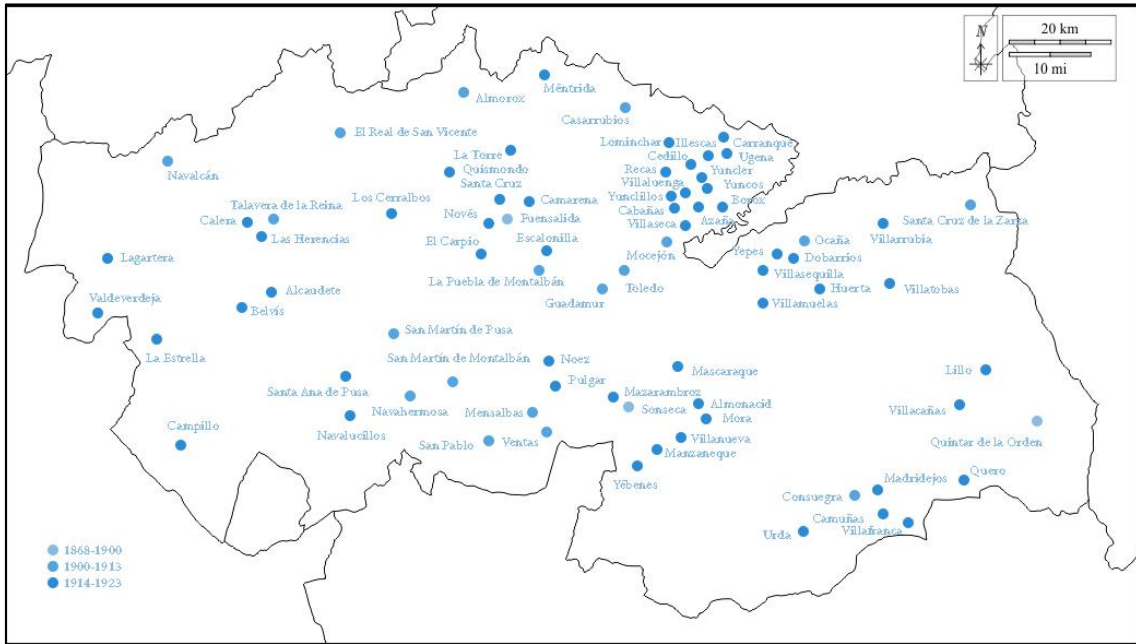 N
20 km
10 mi
Méntrida
Almorox
Casarrubios
El Real de San Vicente
Lominchar
Illescas
Carranque
La Torre
Cedillo
Ugena
Navalcán
Quismondo
Recas
Yuncler
Santa Cruz
Villaluenga
Yuncos
Los Cerralbos
Camarena
Yunclillos
Talavera de la Reina
Cabañas
Borox
Calera
Novés
Fuensalida
Azaña
Santa Cruz de la Zarza
Las Herencias
Villaseca
Villarrubia
El Carpio
Escalonilla
Mocejón
Ocaña
Yepes
Dobarrios
Lagartera
Villasequilla
La Puebla de Montalbán
Toledo
Guadamur
Huerta
Villatobas
Valdeverdeja
Alcaudete
Villamuelas
Belvís
San Martín de Pusa
La Estrella
San Martín de Montalbán
Noez
Mascaraque
Lillo
Santa Ana de Pusa
Pulgar
Mazarambroz
Navahermosa
Sonseca
Almonacid
Villacañas
Mensalbas
Mora
Navalucillos
Campillo
San Pablo
Ventas
Villanueva
Quintar de la Orden
Manzaneque
Yébenes
Quero
Madridejos
Consuegra
Camuñas
Urda
Villafranca
1868-1900
1900-1913
1914-1923